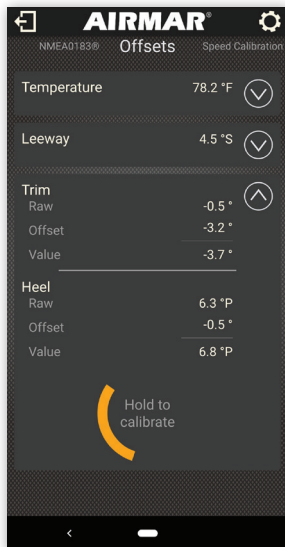 AIRMAR®
NMEA0183® Offsets Speed Calibration
Temperature 78.2 °F
Leeway 4.5 °S
Trim
Raw -0.5 °
Offset -3.2 °
Value -3.7 °
Heel
Raw 6.3 °P
Offset -0.5 °
Value 6.8 °P
Hold to
calibrate